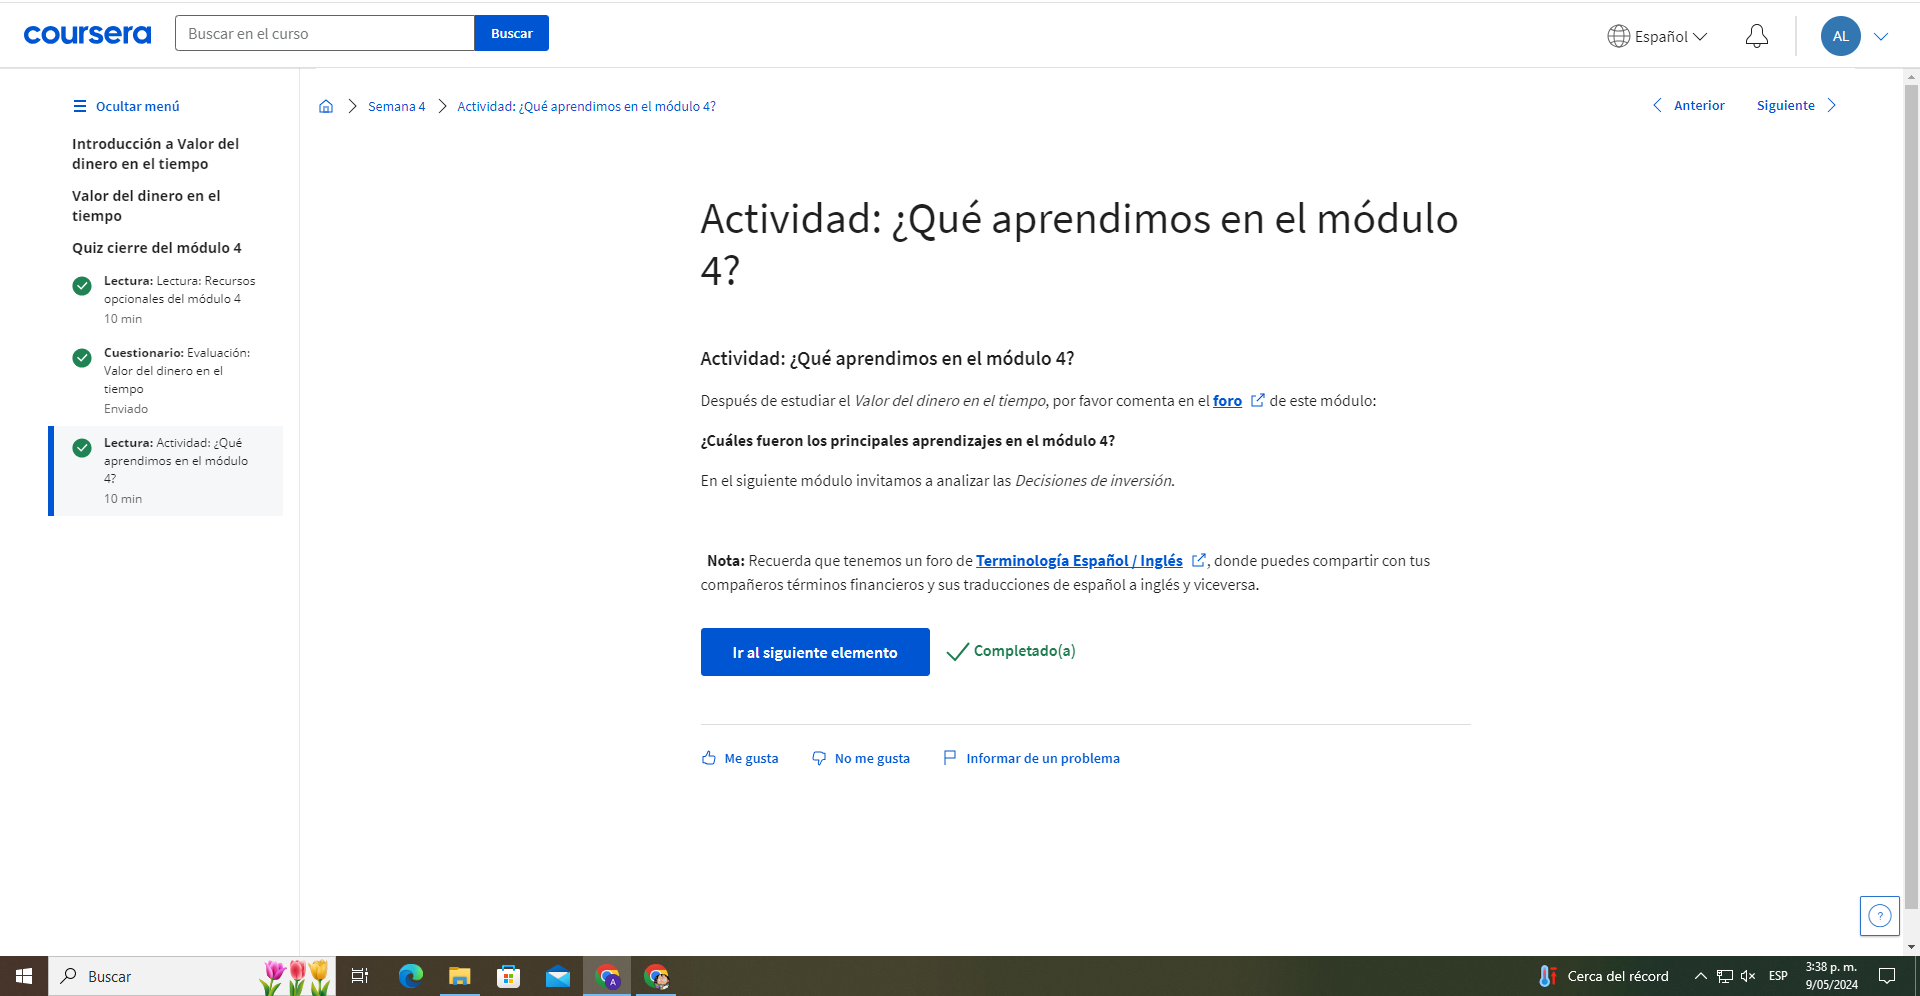 coursera
Buscar en el curso
Buscar
Español
AL
Ocultar menú
Introducción a Valor del
dinero en el tiempo
Valor del dinero en el
tiempo
Quiz cierre del módulo 4
Lectura: Lectura: Recursos
opcionales del módulo 4
10 min
Cuestionario: Evaluación:
Valor del dinero en el
tiempo
Enviado
Lectura: Actividad: ¿Qué
aprendimos en el módulo
4?
10 min
Semana 4
Actividad: ¿Qué aprendimos en el módulo 4?
Anterior
Siguiente
Actividad: ¿Qué aprendimos en el módulo
4?
Actividad: ¿Qué aprendimos en el módulo 4?
Después de estudiar el Valor del dinero en el tiempo, por favor comenta en el foro de este módulo:
¿Cuáles fueron los principales aprendizajes en el módulo 4?
En el siguiente módulo invitamos a analizar las Decisiones de inversión.
Nota: Recuerda que tenemos un foro de Terminología Español / Inglés , donde puedes compartir con tus
compañeros términos financieros y sus traducciones de español a inglés y viceversa.
Ir al siguiente elemento
Completado(a)
Me gusta
No me gusta
Informar de un problema
?
Buscar
A
Cerca del récord
ESP
3:38 p. m.
9/05/2024